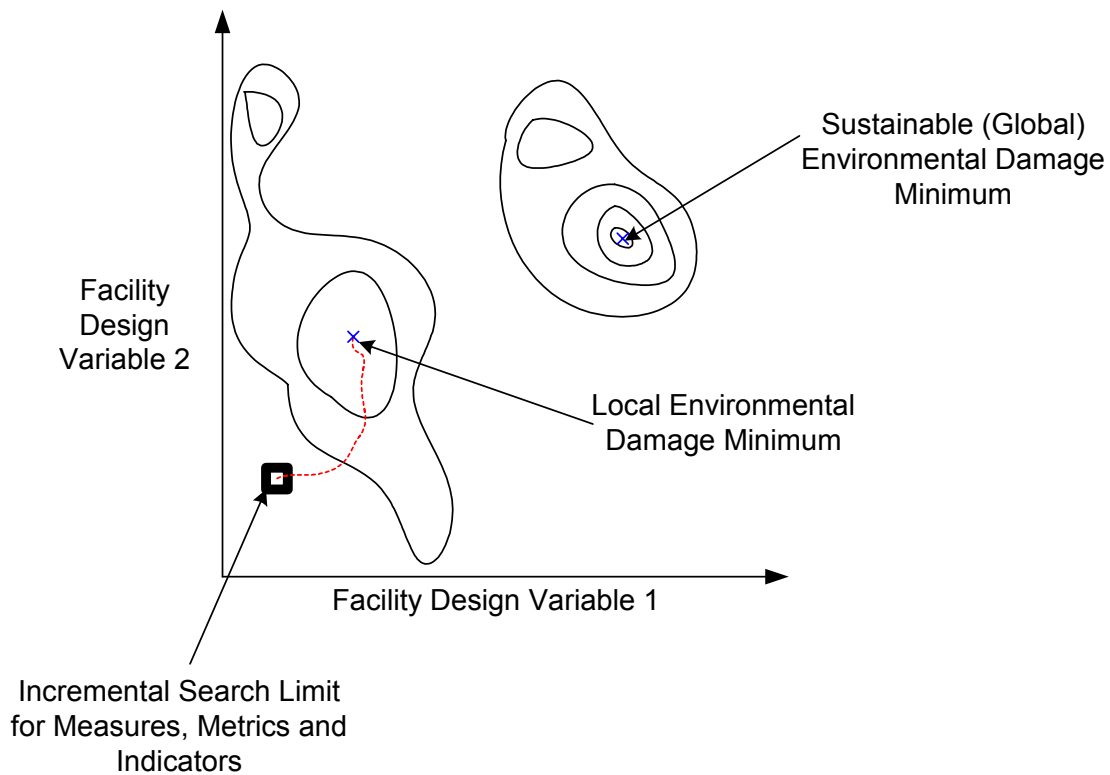 Sustainable (Global)
Environmental Damage
Minimum
Facility
Design
Variable 2
Local Environmental
Damage Minimum
Facility Design Variable 1
Incremental Search Limit
for Measures, Metrics and
Indicators